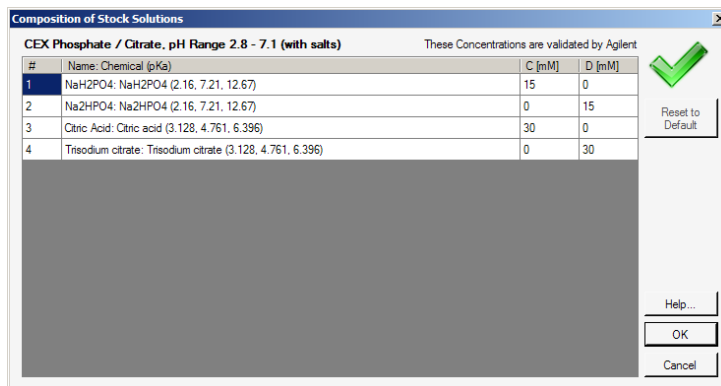 Composition of Stock Solutions
CEX Phosphate / Citrate, pH Range 2.8 - 7.1 (with salts) These Concentrations are validated by Agilent
# Name: Chemical (pKa) C [mM] D [mM]
1 NaH2PO4: NaH2PO4 (2.16, 7.21, 12.67) 15 0
2 Na2HPO4: Na2HPO4 (2.16, 7.21, 12.67) 0 15
3 Citric Acid: Citric acid (3.128, 4.761, 6.396) 30 0
4 Trisodium citrate: Trisodium citrate (3.128, 4.761, 6.396) 0 30
Reset to
Default
Help...
OK
Cancel